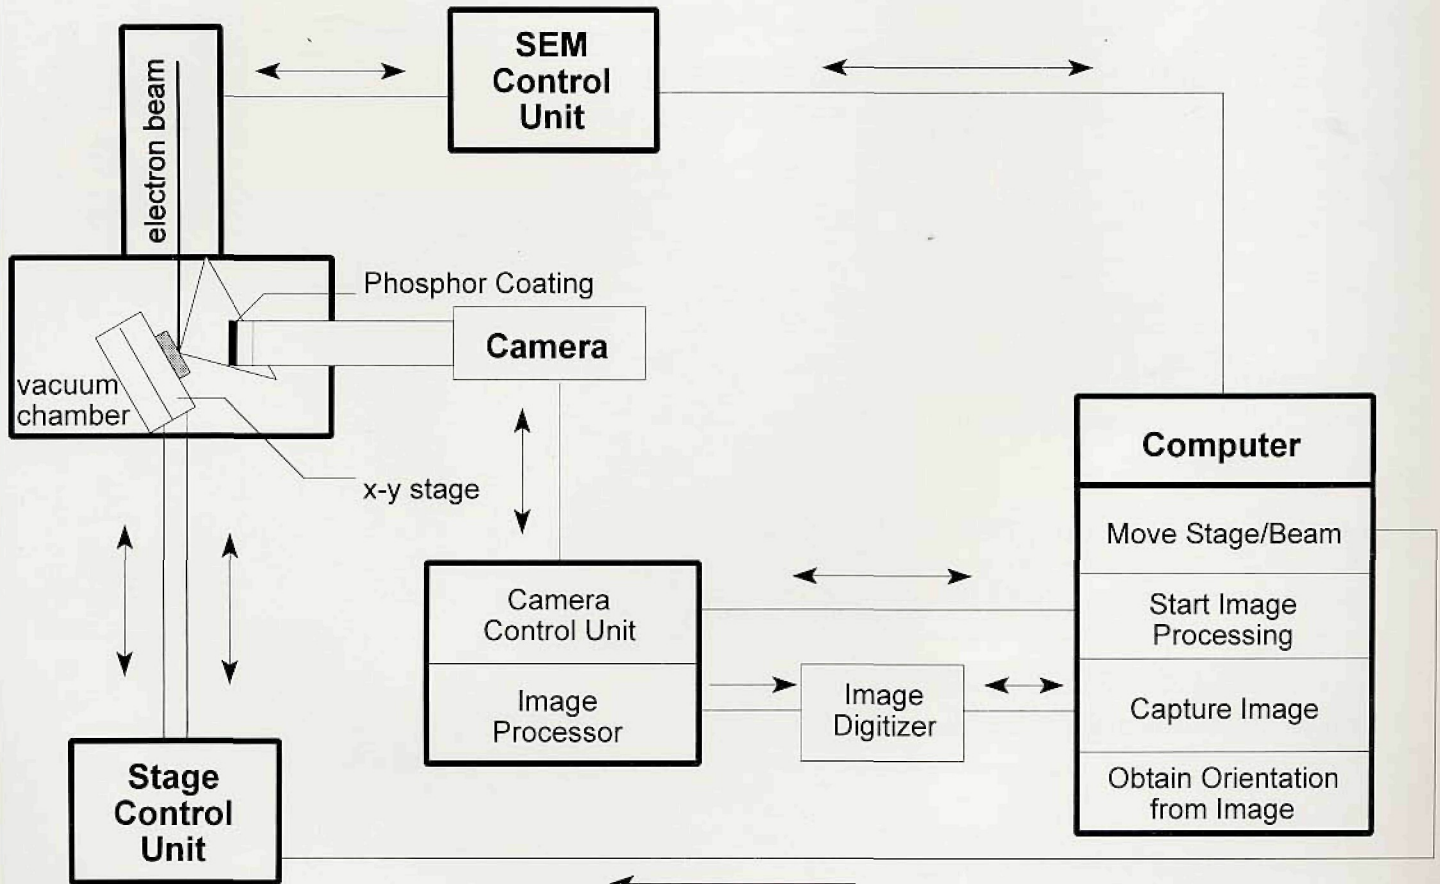 SEM
Control
Unit
electron beam
Phosphor Coating
Camera
vacuum
chamber
x-y stage
Computer
Move Stage/Beam
Start Image
Processing
Capture Image
Obtain Orientation
from Image
Camera
Control Unit
Image
Processor
Image
Digitizer
Stage
Control
Unit